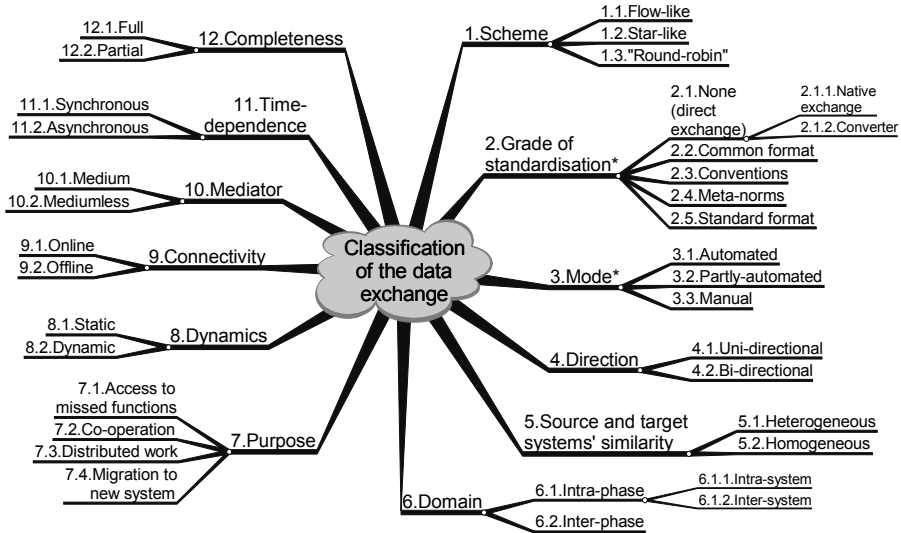 Classification
of the data
exchange
1.Scheme
1.1.Flow-like
1.2.Star-like
1.3."Round-robin"
2.Grade of
standardisation*
2.1.None
(direct
exchange)
2.1.1.Native
exchange
2.1.2.Converter
2.2.Common format
2.3.Conventions
2.4.Meta-norms
2.5.Standard format
3.Mode*
3.1.Automated
3.2.Partly-automated
3.3.Manual
4.Direction
4.1.Uni-directional
4.2.Bi-directional
5.Source and target
systems' similarity
5.1.Heterogeneous
5.2.Homogeneous
6.Domain
6.1.Intra-phase
6.1.1.Intra-system
6.1.2.Inter-system
6.2.Inter-phase
7.Purpose
7.1.Access to
missed functions
7.2.Co-operation
7.3.Distributed work
7.4.Migration to
new system
8.Dynamics
8.1.Static
8.2.Dynamic
9.Connectivity
9.1.Online
9.2.Offline
10.Mediator
10.1.Medium
10.2.Mediumless
11.Time-
dependence
11.1.Synchronous
11.2.Asynchronous
12.Completeness
12.1.Full
12.2.Partial